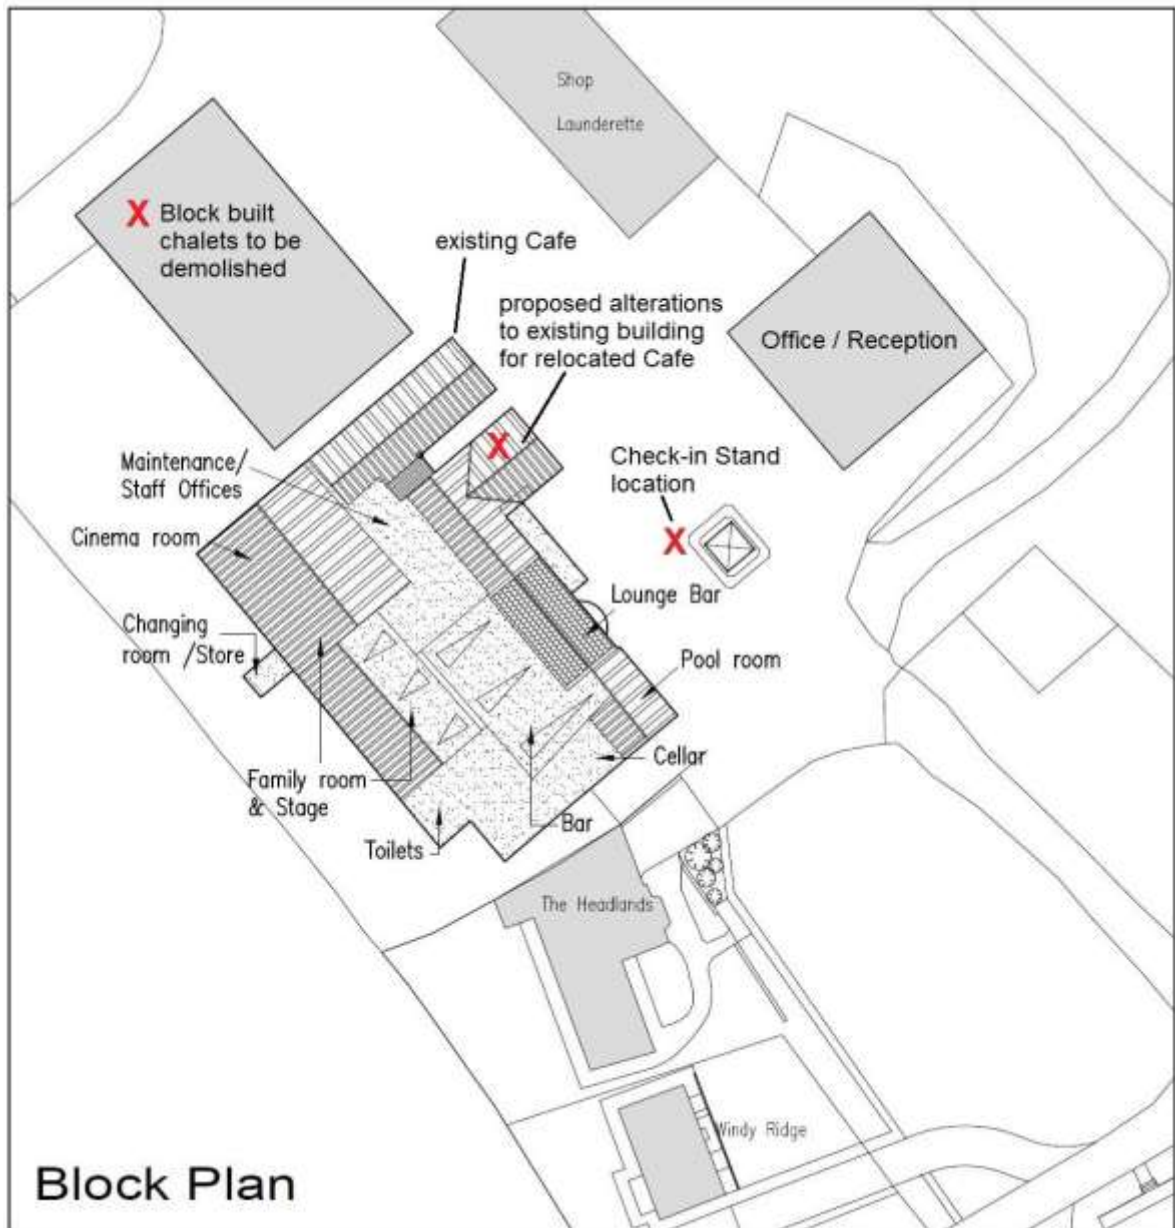 Shop
Launderette
X Block built
chalets to be
demolished
existing Cafe
proposed alterations
to existing building
for relocated Cafe
X
Office / Reception
Maintenance/
Staff Offices
Check-in Stand
location
X
Cinema room
Lounge Bar
Changing
room /Store
Pool room
Cellar
Family room
& Stage
Bar
Toilets
The Headlands
Windy Ridge
Block Plan